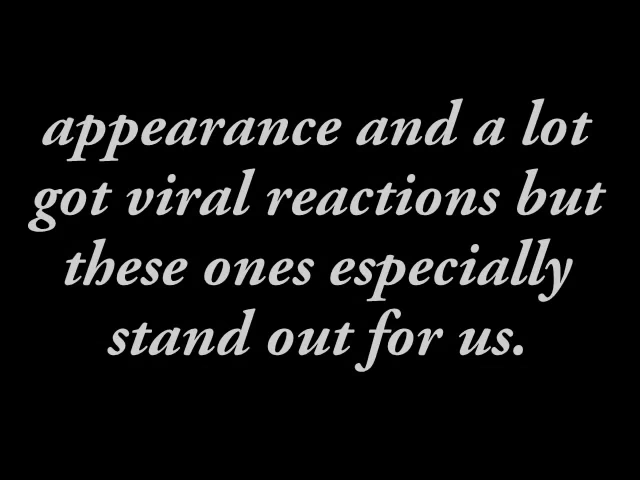 appearance and a lot
got viral reactions but
these ones especially
stand out for us.